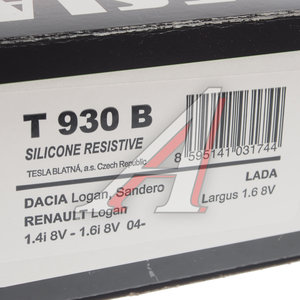 T 930 B
SILICONE RESISTIVE
TESLA BLATNÁ, a.s. Czech Republic
8 595141 031744
DACIA Logan, Sandero
RENAULT Logan
1.4i 8V - 1.6i 8V 04-
LADA
Largus 1.6 8V